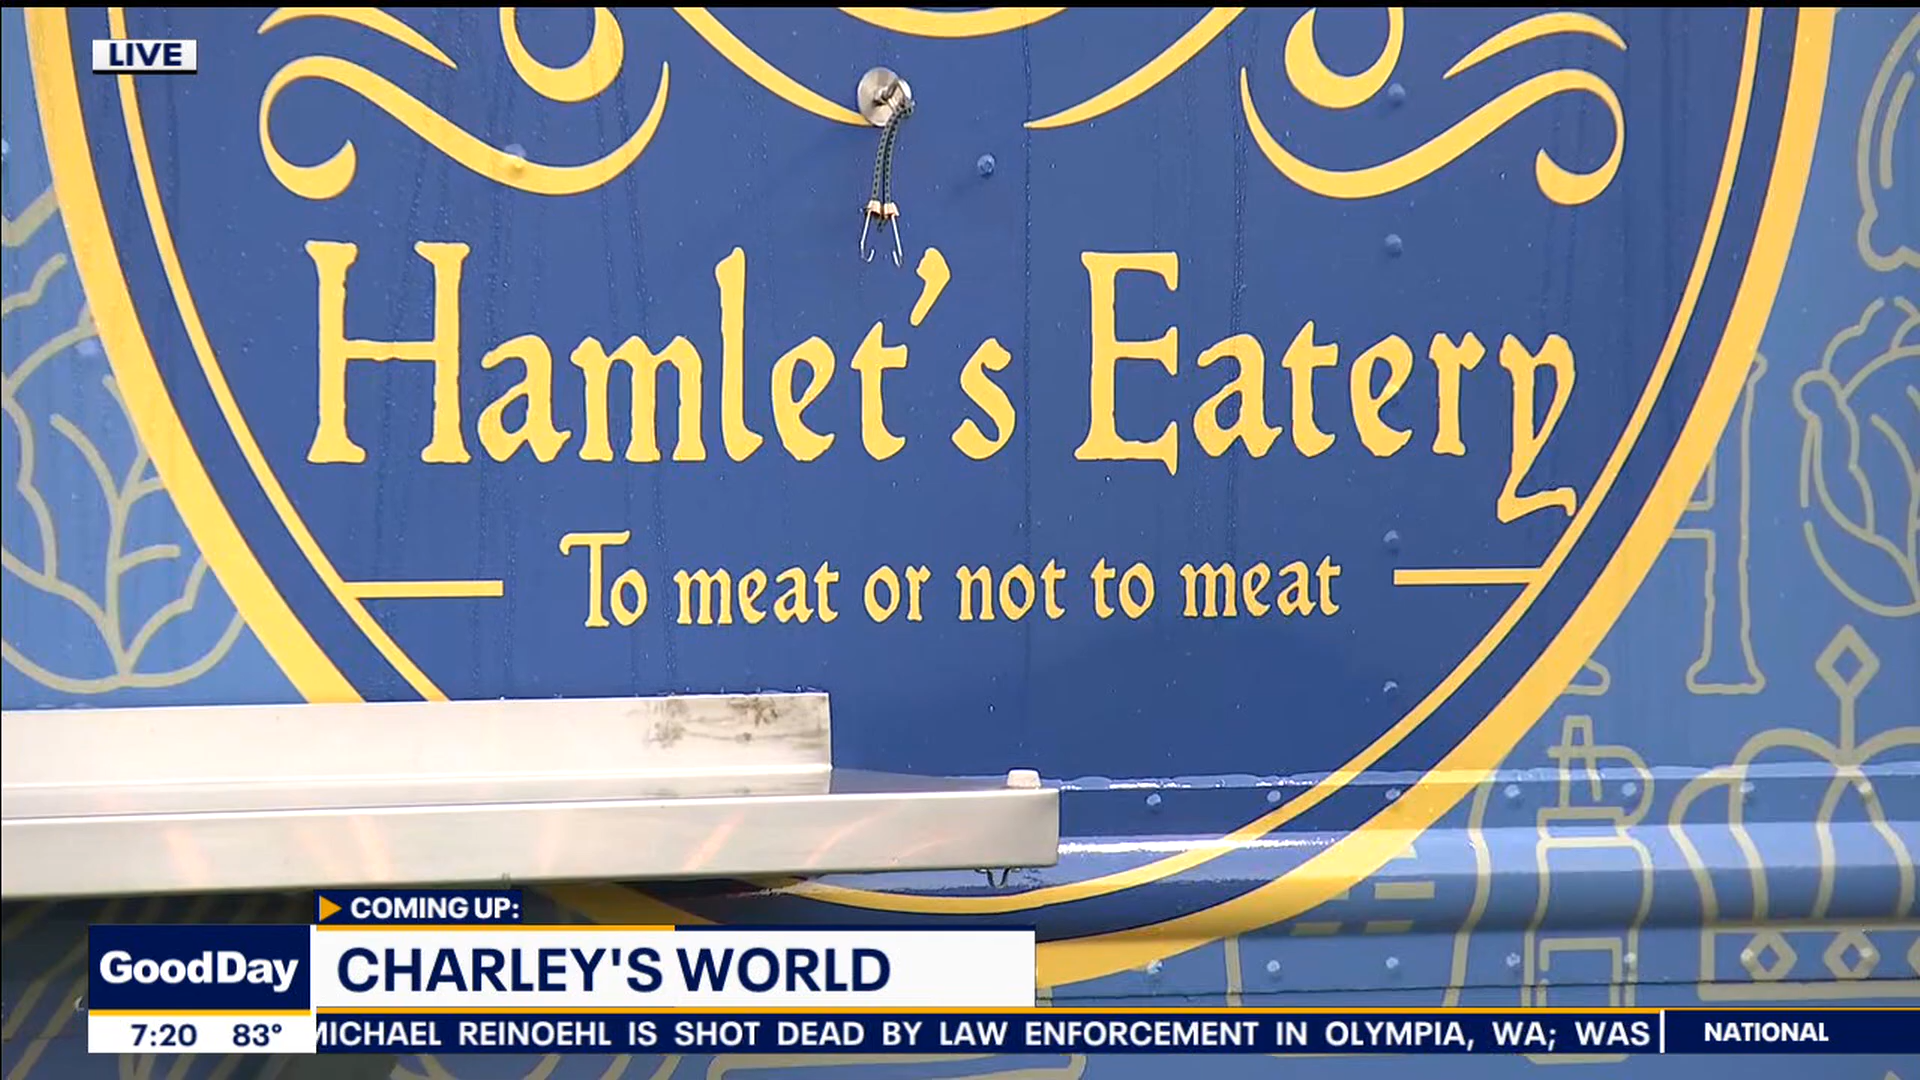 LIVE
Hamlet's Eatery
To meat or not to meat
COMING UP:
GoodDay
CHARLEY'S WORLD
7:20 83°
MICHAEL REINOEHL IS SHOT DEAD BY LAW ENFORCEMENT IN OLYMPIA, WA; WAS
NATIONAL